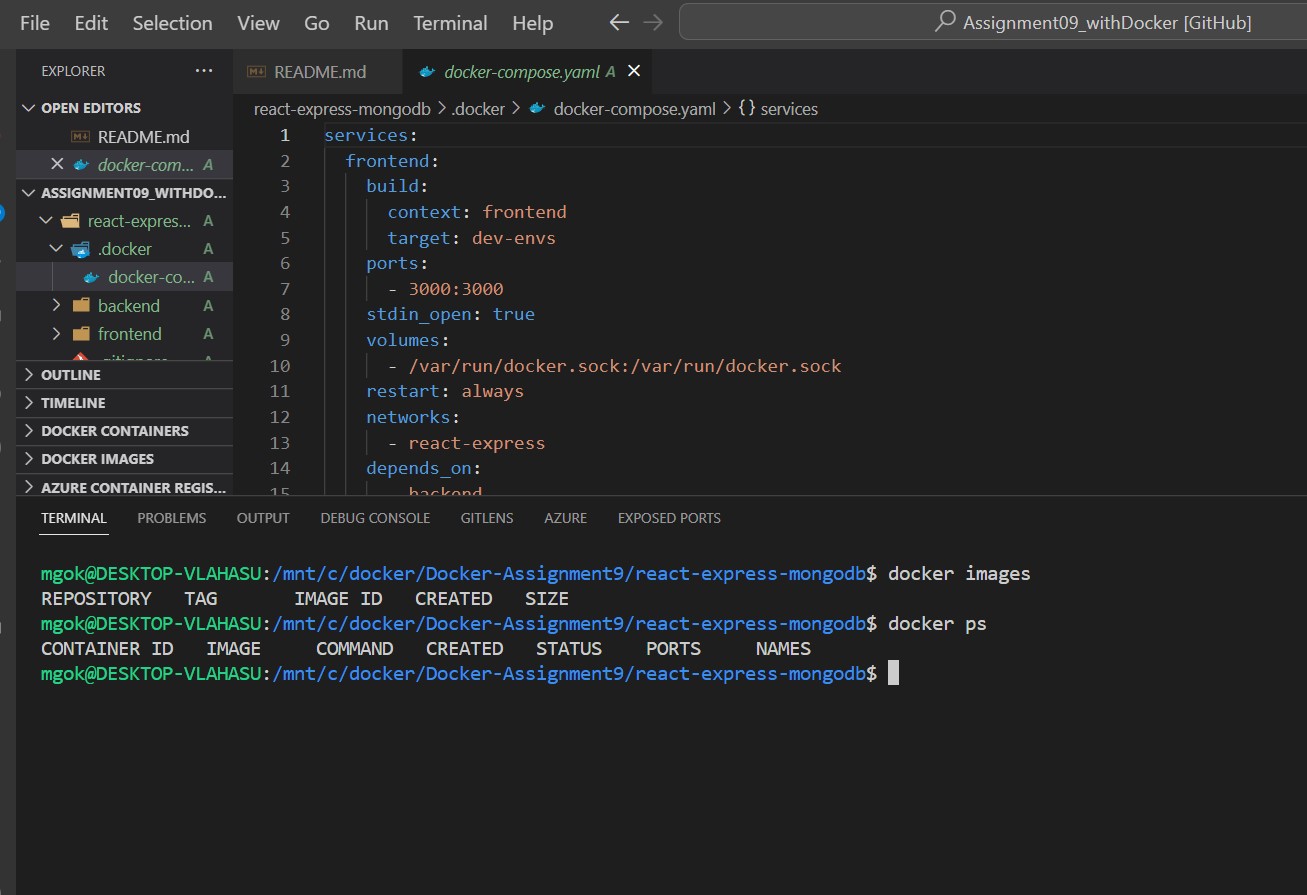 File Edit Selection View Go Run Terminal Help ← → Assignment09_withDocker [GitHub]
EXPLORER ...
OPEN EDITORS
README.md
docker-com... A
ASSIGNMENT09_WITHDO...
react-expres... A
.docker A
docker-co... A
backend A
frontend A
.gitignore A
OUTLINE
TIMELINE
DOCKER CONTAINERS
DOCKER IMAGES
AZURE CONTAINER REGIS...
README.md docker-compose.yaml A
react-express-mongodb > .docker > docker-compose.yaml > {} services
1 services:
2 frontend:
3 build:
4 context: frontend
5 target: dev-envs
6 ports:
7 - 3000:3000
8 stdin_open: true
9 volumes:
10 - /var/run/docker.sock:/var/run/docker.sock
11 restart: always
12 networks:
13 - react-express
14 depends_on:
15 backend
TERMINAL PROBLEMS OUTPUT DEBUG CONSOLE GITLENS AZURE EXPOSED PORTS
mgok@DESKTOP-VLAHASU:/mnt/c/docker/Docker-Assignment9/react-express-mongodb$ docker images
REPOSITORY TAG IMAGE ID CREATED SIZE
mgok@DESKTOP-VLAHASU:/mnt/c/docker/Docker-Assignment9/react-express-mongodb$ docker ps
CONTAINER ID IMAGE COMMAND CREATED STATUS PORTS NAMES
mgok@DESKTOP-VLAHASU:/mnt/c/docker/Docker-Assignment9/react-express-mongodb$